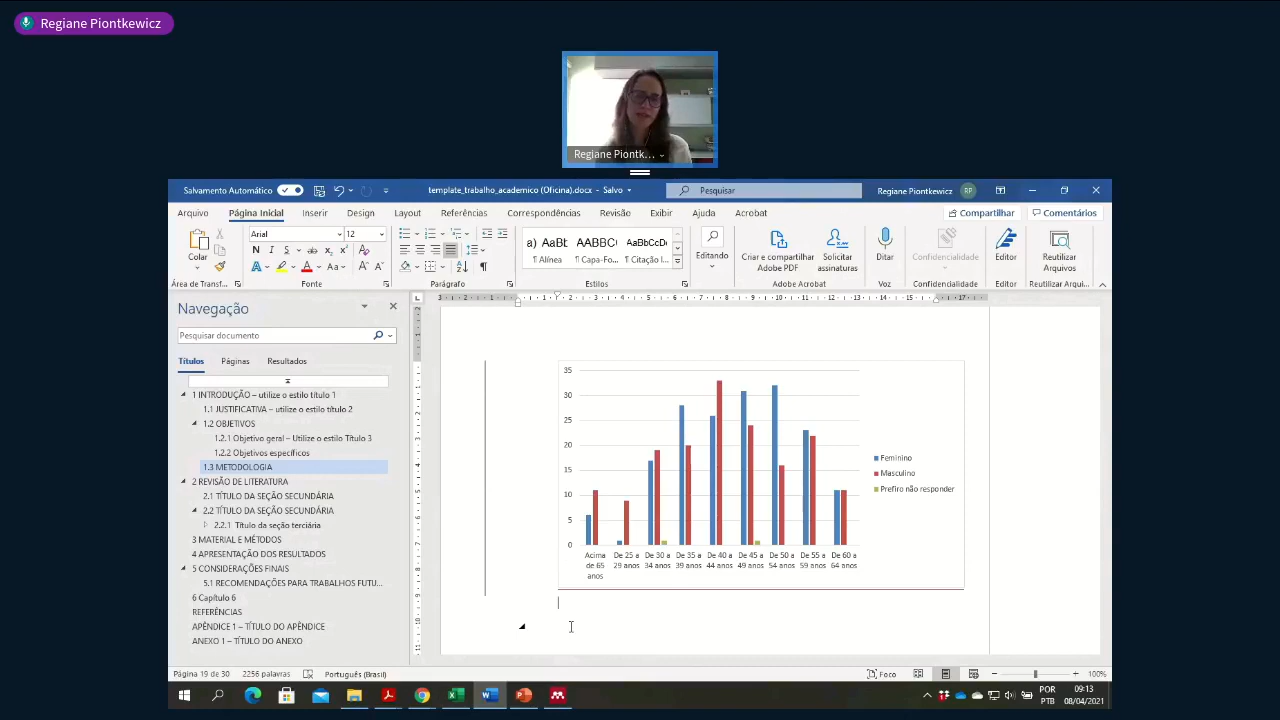 Regiane Piontkewicz
Regiane Piontk...
Salvamento Automático
template_trabalho_academico (Oficina).docx - Salvo
Pesquisar
Regiane Piontkewicz
RP
Arquivo
Página Inicial
Inserir
Design
Layout
Referências
Correspondências
Revisão
Exibir
Ajuda
Acrobat
Compartilhar
Comentários
Colar
Arial
12
N I S ab x₂ x²
Aa
a) AaBb
AABBC(
AaBbCcD(
¶ Alínea
¶ Capa-Fo...
¶ Citação l...
Editando
Criar e compartilhar
Adobe PDF
Solicitar
assinaturas
Ditar
Confidencialidade
Editor
Reutilizar
Arquivos
Área de Transf...
Fonte
Parágrafo
Estilos
Adobe Acrobat
Voz
Confidencialidade
Editor
Reutilizar Arqui...
Navegação
Pesquisar documento
Títulos
Páginas
Resultados
1 INTRODUÇÃO – utilize o estilo título 1
1.1 JUSTIFICATIVA – utilize o estilo título 2
1.2 OBJETIVOS
1.2.1 Objetivo geral – Utilize o estilo Título 3
1.2.2 Objetivos específicos
1.3 METODOLOGIA
2 REVISÃO DE LITERATURA
2.1 TÍTULO DA SEÇÃO SECUNDÁRIA
2.2 TÍTULO DA SEÇÃO SECUNDÁRIA
2.2.1 Título da seção terciária
3 MATERIAL E MÉTODOS
4 APRESENTAÇÃO DOS RESULTADOS
5 CONSIDERAÇÕES FINAIS
5.1 RECOMENDAÇÕES PARA TRABALHOS FUTU...
6 Capítulo 6
REFERÊNCIAS
APÊNDICE 1 – TÍTULO DO APÊNDICE
ANEXO 1 – TÍTULO DO ANEXO
35
30
25
20
15
10
5
0
Acima de 65 anos
De 25 a 29 anos
De 30 a 34 anos
De 35 a 39 anos
De 40 a 44 anos
De 45 a 49 anos
De 50 a 54 anos
De 55 a 59 anos
De 60 a 64 anos
Feminino
Masculino
Prefiro não responder
Página 19 de 30
2256 palavras
Português (Brasil)
Foco
100%
POR
PTB
09:13
08/04/2021